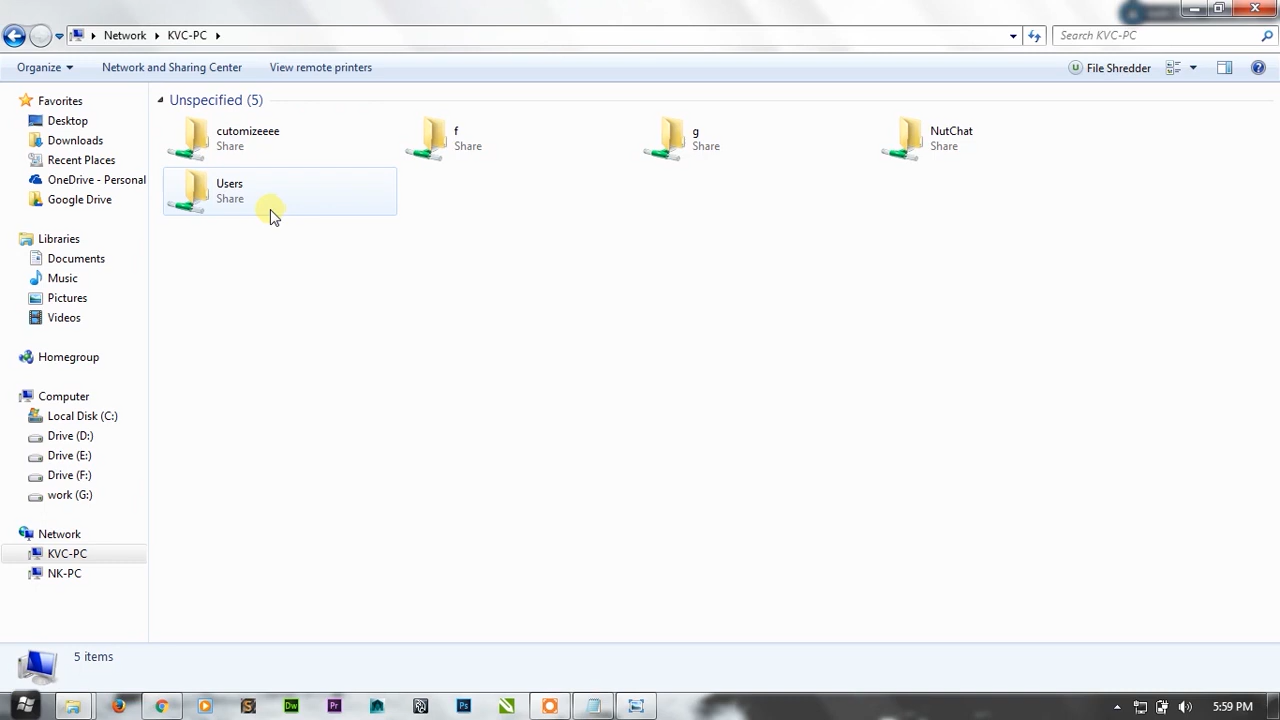 Network
KVC-PC
Search KVC-PC
Organize
Network and Sharing Center
View remote printers
File Shredder
Favorites
Desktop
Downloads
Recent Places
OneDrive - Personal
Google Drive
Libraries
Documents
Music
Pictures
Videos
Homegroup
Computer
Local Disk (C:)
Drive (D:)
Drive (E:)
Drive (F:)
work (G:)
Network
KVC-PC
NK-PC
Unspecified (5)
cutomizeeee
Share
f
Share
g
Share
NutChat
Share
Users
Share
5 items
Dw
Pr
Ps
5:59 PM